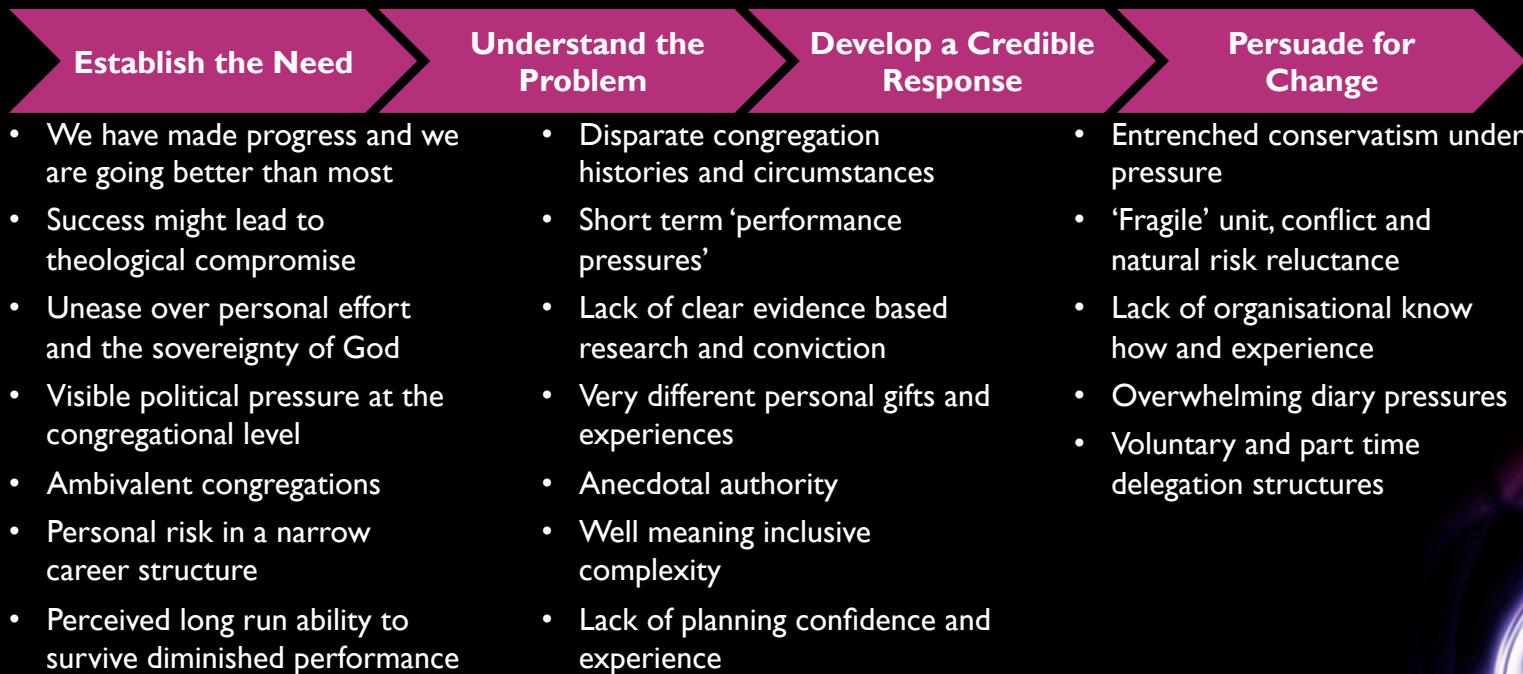 Establish the Need
Understand the
Problem
Develop a Credible
Response
Persuade for
Change
• We have made progress and we
are going better than most
• Success might lead to
theological compromise
• Unease over personal effort
and the sovereignty of God
• Visible political pressure at the
congregational level
• Ambivalent congregations
• Personal risk in a narrow
career structure
• Perceived long run ability to
survive diminished performance
• Disparate congregation
histories and circumstances
• Short term ‘performance
pressures’
• Lack of clear evidence based
research and conviction
• Very different personal gifts and
experiences
• Anecdotal authority
• Well meaning inclusive
complexity
• Lack of planning confidence and
experience
• Entrenched conservatism under
pressure
• ‘Fragile’ unit, conflict and
natural risk reluctance
• Lack of organisational know
how and experience
• Overwhelming diary pressures
• Voluntary and part time
delegation structures